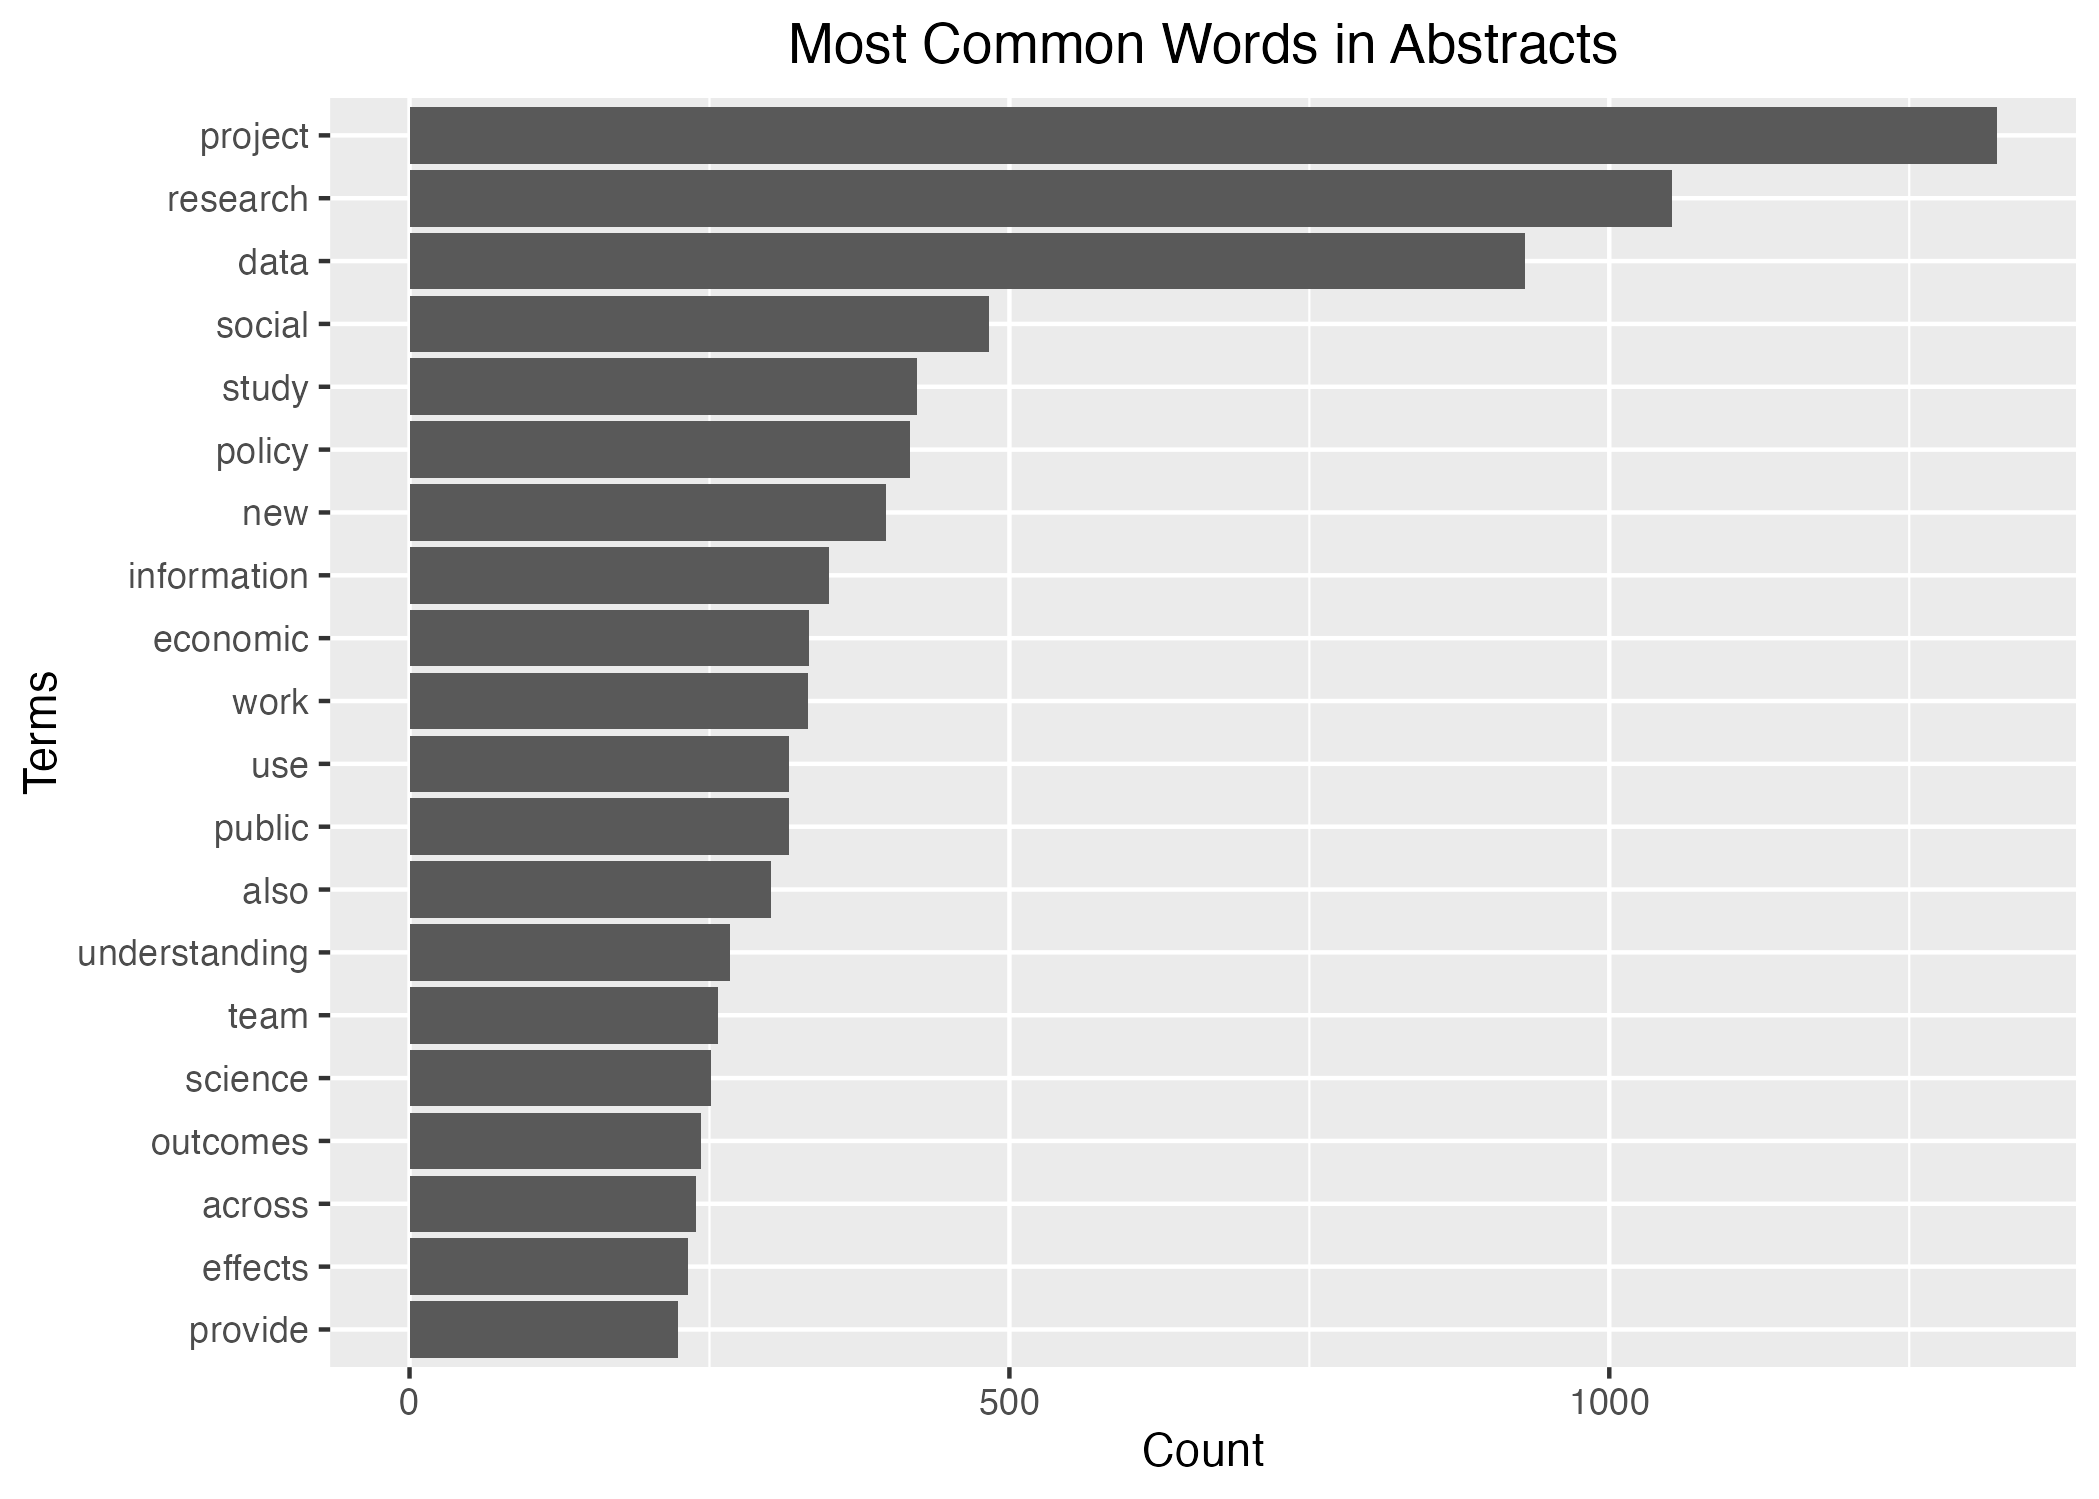 Most Common Words in Abstracts
Terms
project
research
data
social
study
policy
new
information
economic
work
use
public
also
understanding
team
science
outcomes
across
effects
provide
0 500 1000
Count